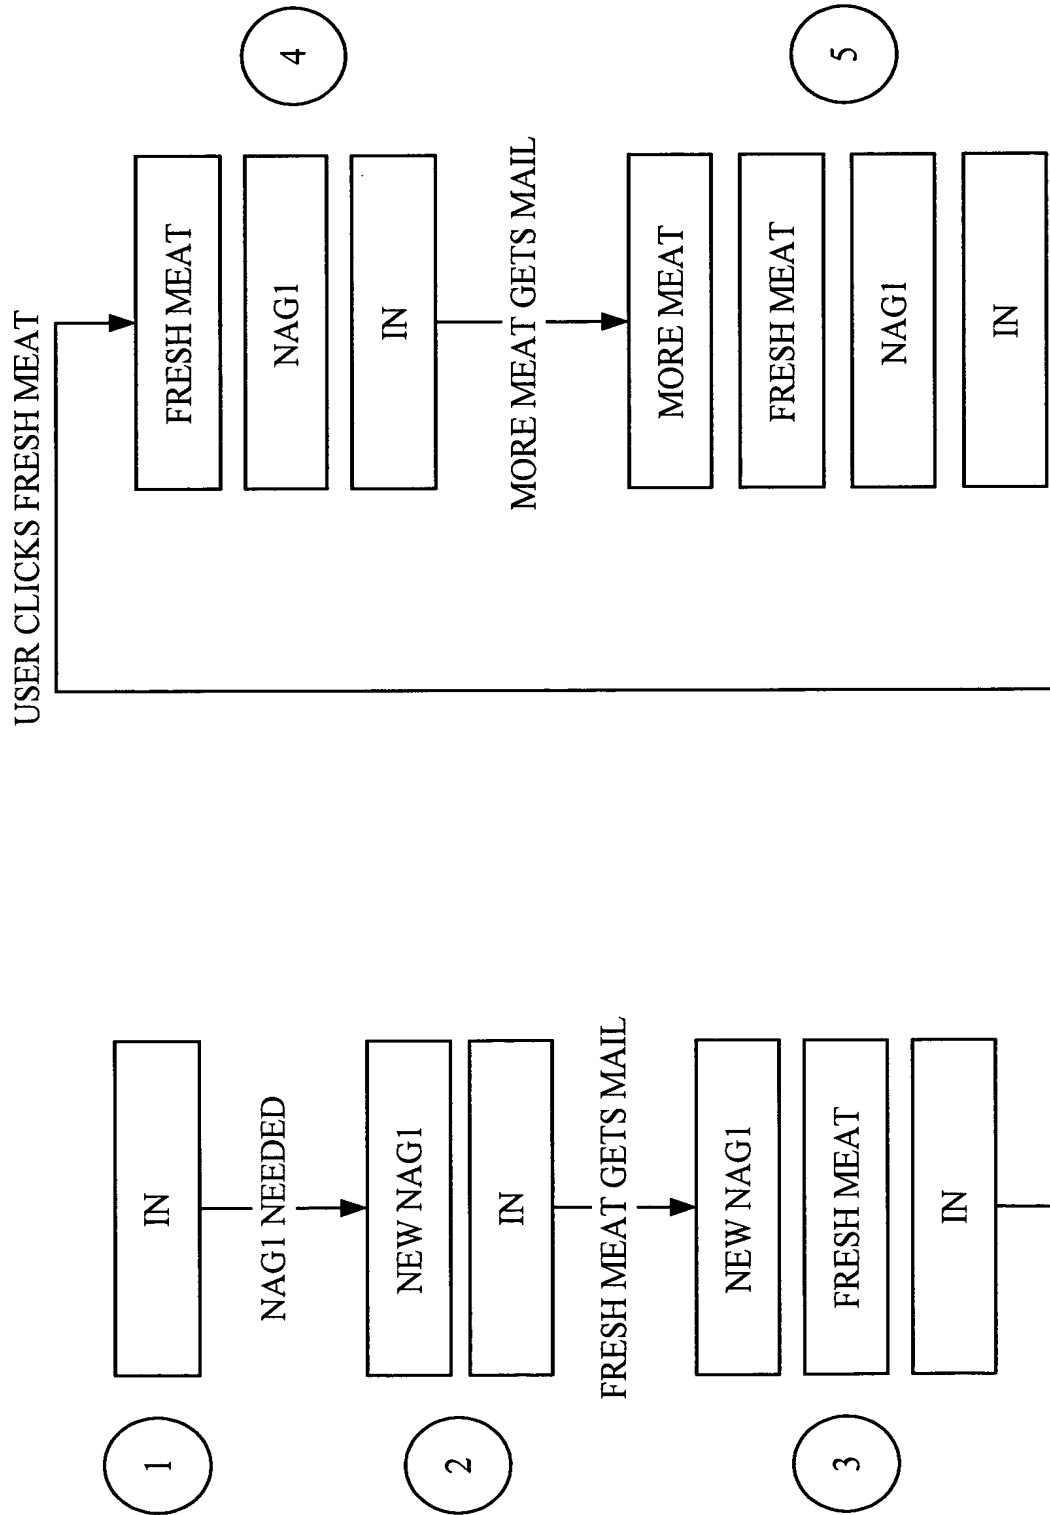 1
IN
NAG1 NEEDED
2
NEW NAG1
IN
FRESH MEAT GETS MAIL
3
NEW NAG1
FRESH MEAT
IN
USER CLICKS FRESH MEAT
4
FRESH MEAT
NAG1
IN
MORE MEAT GETS MAIL
5
MORE MEAT
FRESH MEAT
NAG1
IN